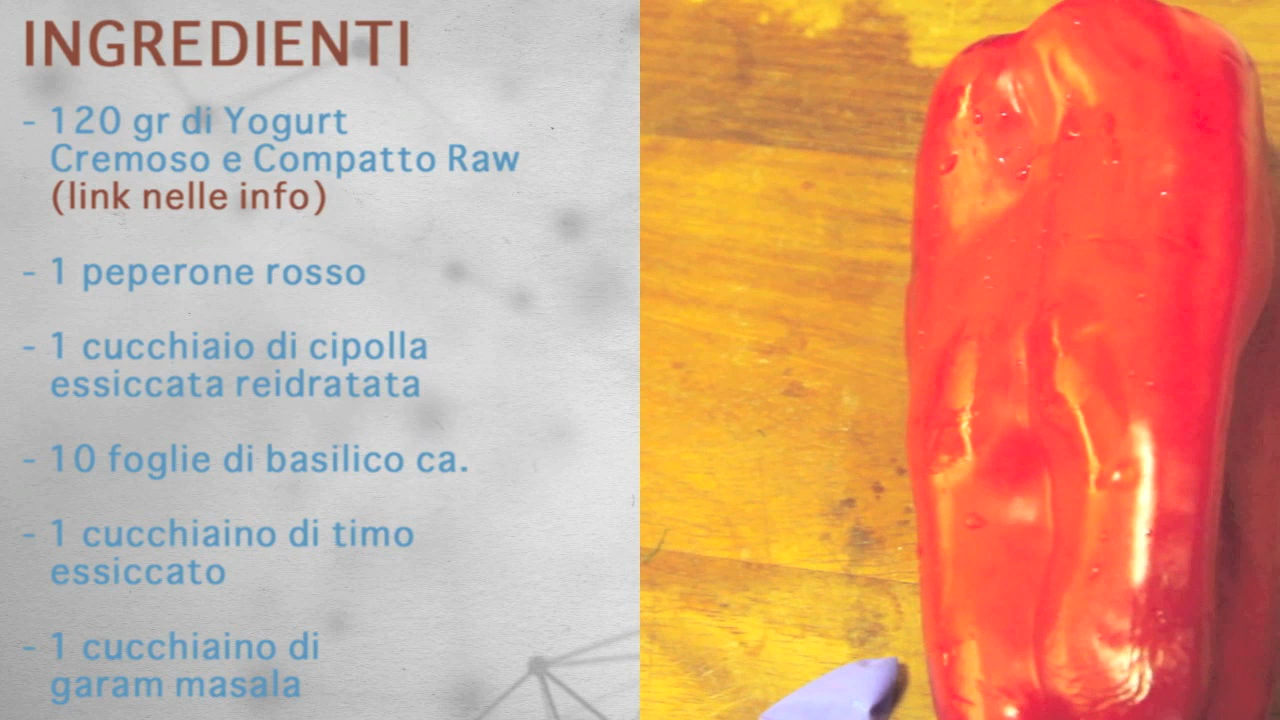 INGREDIENTI
- 120 gr di Yogurt
Cremoso e Compatto Raw
(link nelle info)
- 1 peperone rosso
- 1 cucchiaio di cipolla
essiccata reidratata
- 10 foglie di basilico ca.
- 1 cucchiaino di timo
essiccato
- 1 cucchiaino di
garam masala